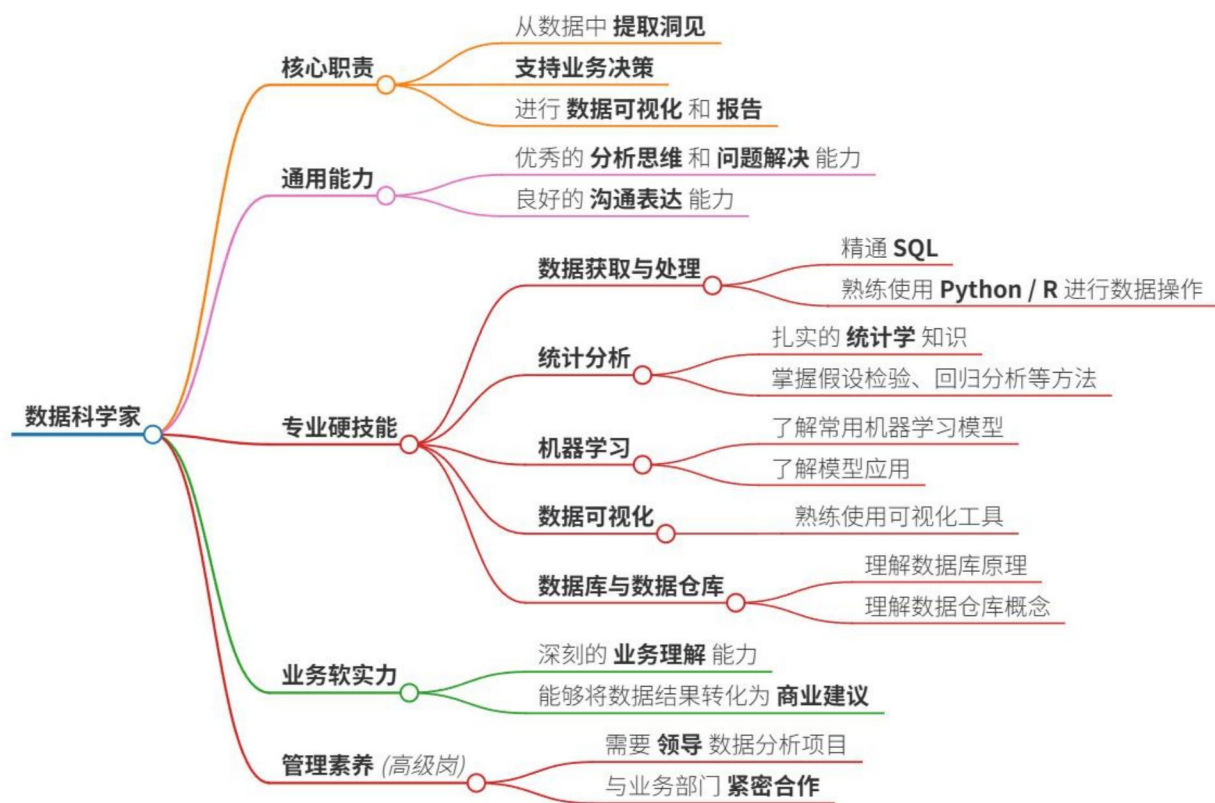 数据科学家
核心职责
从数据中 提取洞见
支持业务决策
进行 数据可视化 和 报告
通用能力
优秀的 分析思维 和 问题解决 能力
良好的 沟通表达 能力
专业硬技能
数据获取与处理
精通 SQL
熟练使用 Python / R 进行数据操作
统计分析
扎实的 统计学 知识
掌握假设检验、回归分析等方法
机器学习
了解常用机器学习模型
了解模型应用
数据可视化
熟练使用可视化工具
数据库与数据仓库
理解数据库原理
理解数据仓库概念
业务软实力
深刻的 业务理解 能力
能够将数据结果转化为 商业建议
管理素养 (高级岗)
需要 领导 数据分析项目
与业务部门 紧密合作